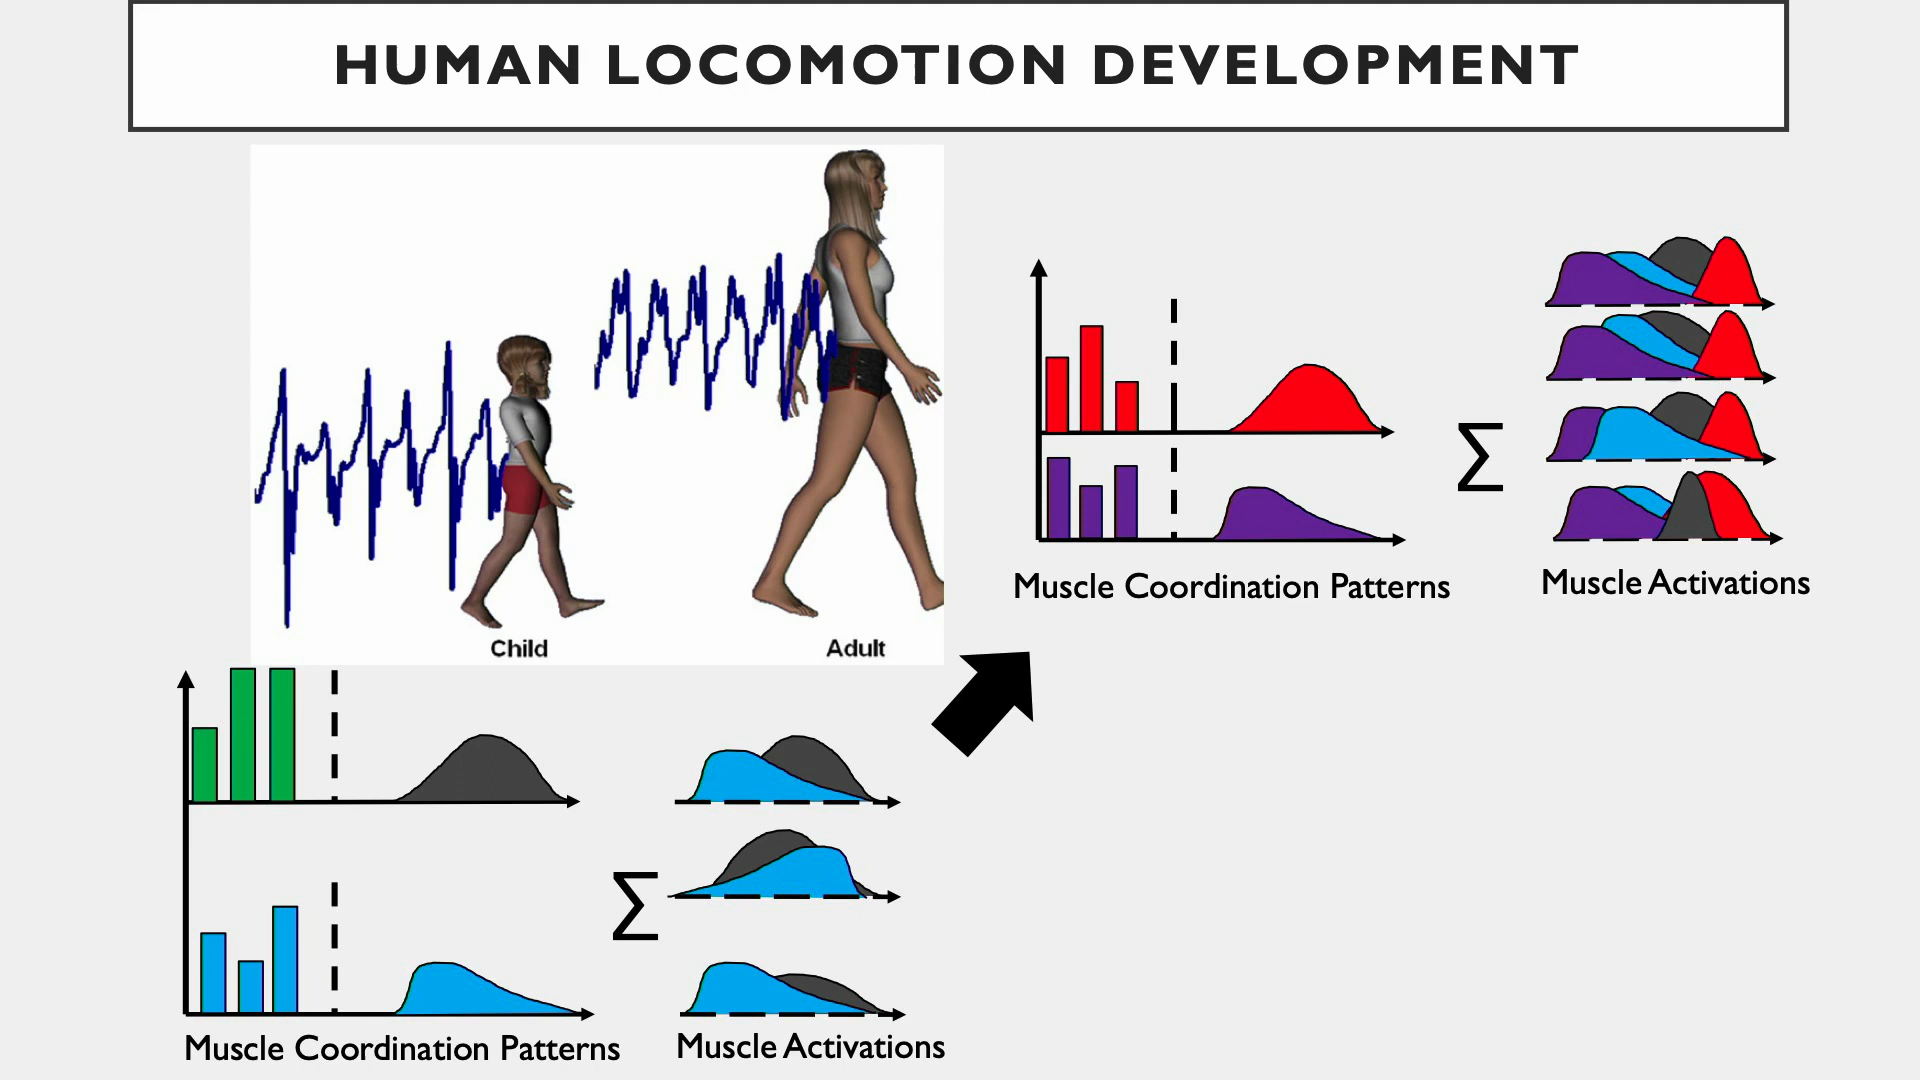 HUMAN LOCOMOTION DEVELOPMENT
Child
Adult
∑
Muscle Coordination Patterns
Muscle Activations
∑
Muscle Coordination Patterns
Muscle Activations